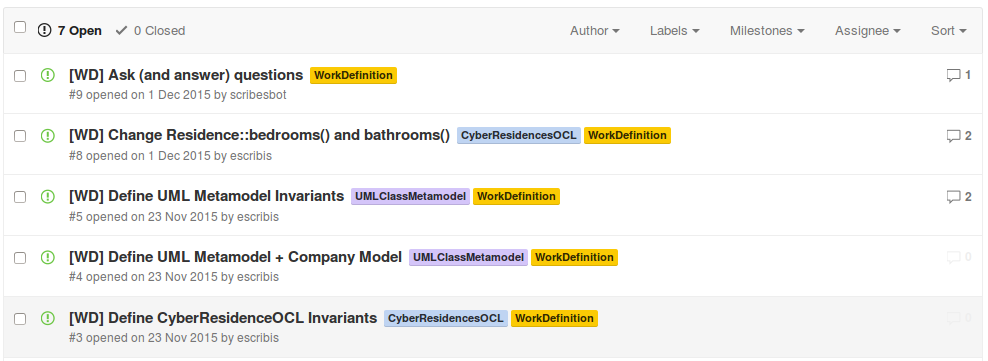 7 Open 0 Closed Author Labels Milestones Assignee Sort
[WD] Ask (and answer) questions WorkDefinition 1
#9 opened on 1 Dec 2015 by scribesbot
[WD] Change Residence::bedrooms() and bathrooms() CyberResidencesOCL WorkDefinition 2
#8 opened on 1 Dec 2015 by escribis
[WD] Define UML Metamodel Invariants UMLClassMetamodel WorkDefinition 2
#5 opened on 23 Nov 2015 by escribis
[WD] Define UML Metamodel + Company Model UMLClassMetamodel WorkDefinition 0
#4 opened on 23 Nov 2015 by escribis
[WD] Define CyberResidenceOCL Invariants CyberResidencesOCL WorkDefinition 0
#3 opened on 23 Nov 2015 by escribis